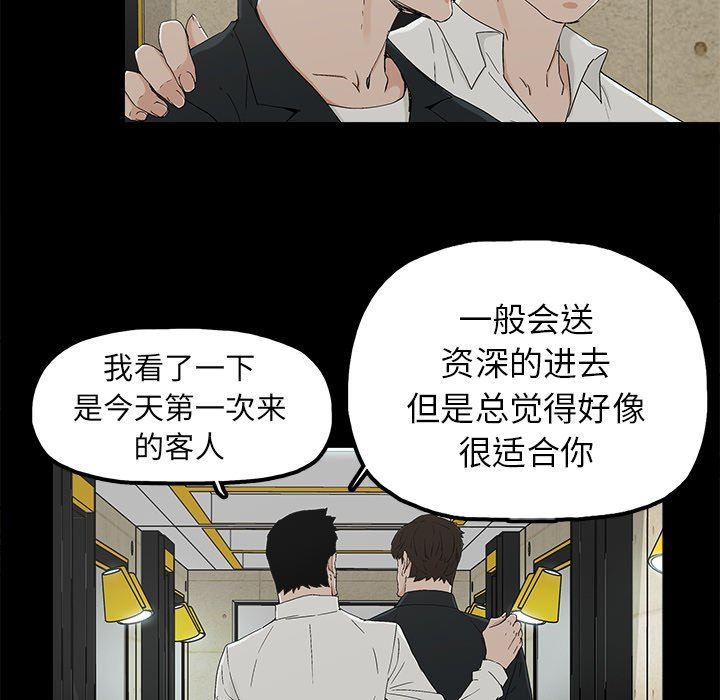 我看了一下
是今天第一次来
的客人
一般会送
资深的进去
但是总觉得好像
很适合你